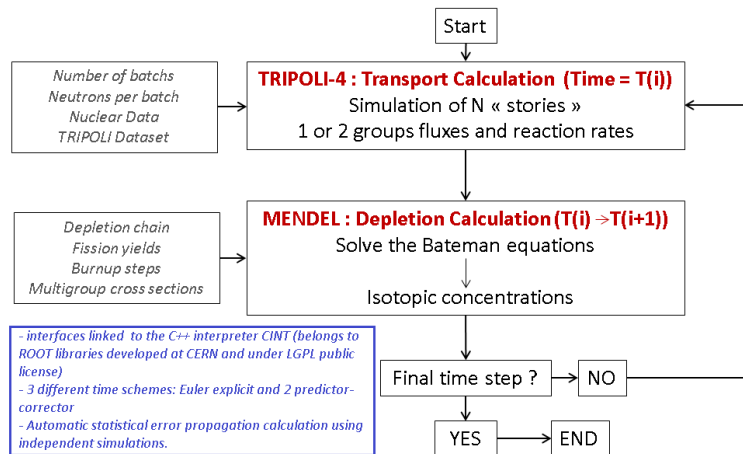 Start
Number of batchs
Neutrons per batch
Nuclear Data
TRIPOLI Dataset
TRIPOLI-4 : Transport Calculation (Time = T(i))
Simulation of N « stories »
1 or 2 groups fluxes and reaction rates
Depletion chain
Fission yields
Burnup steps
Multigroup cross sections
MENDEL : Depletion Calculation (T(i) →T(i+1))
Solve the Bateman equations
Isotopic concentrations
- interfaces linked to the C++ interpreter CINT (belongs to
ROOT libraries developed at CERN and under LGPL public
license)
- 3 different time schemes: Euler explicit and 2 predictor-
corrector
- Automatic statistical error propagation calculation using
independent simulations.
Final time step ?
NO
YES
END